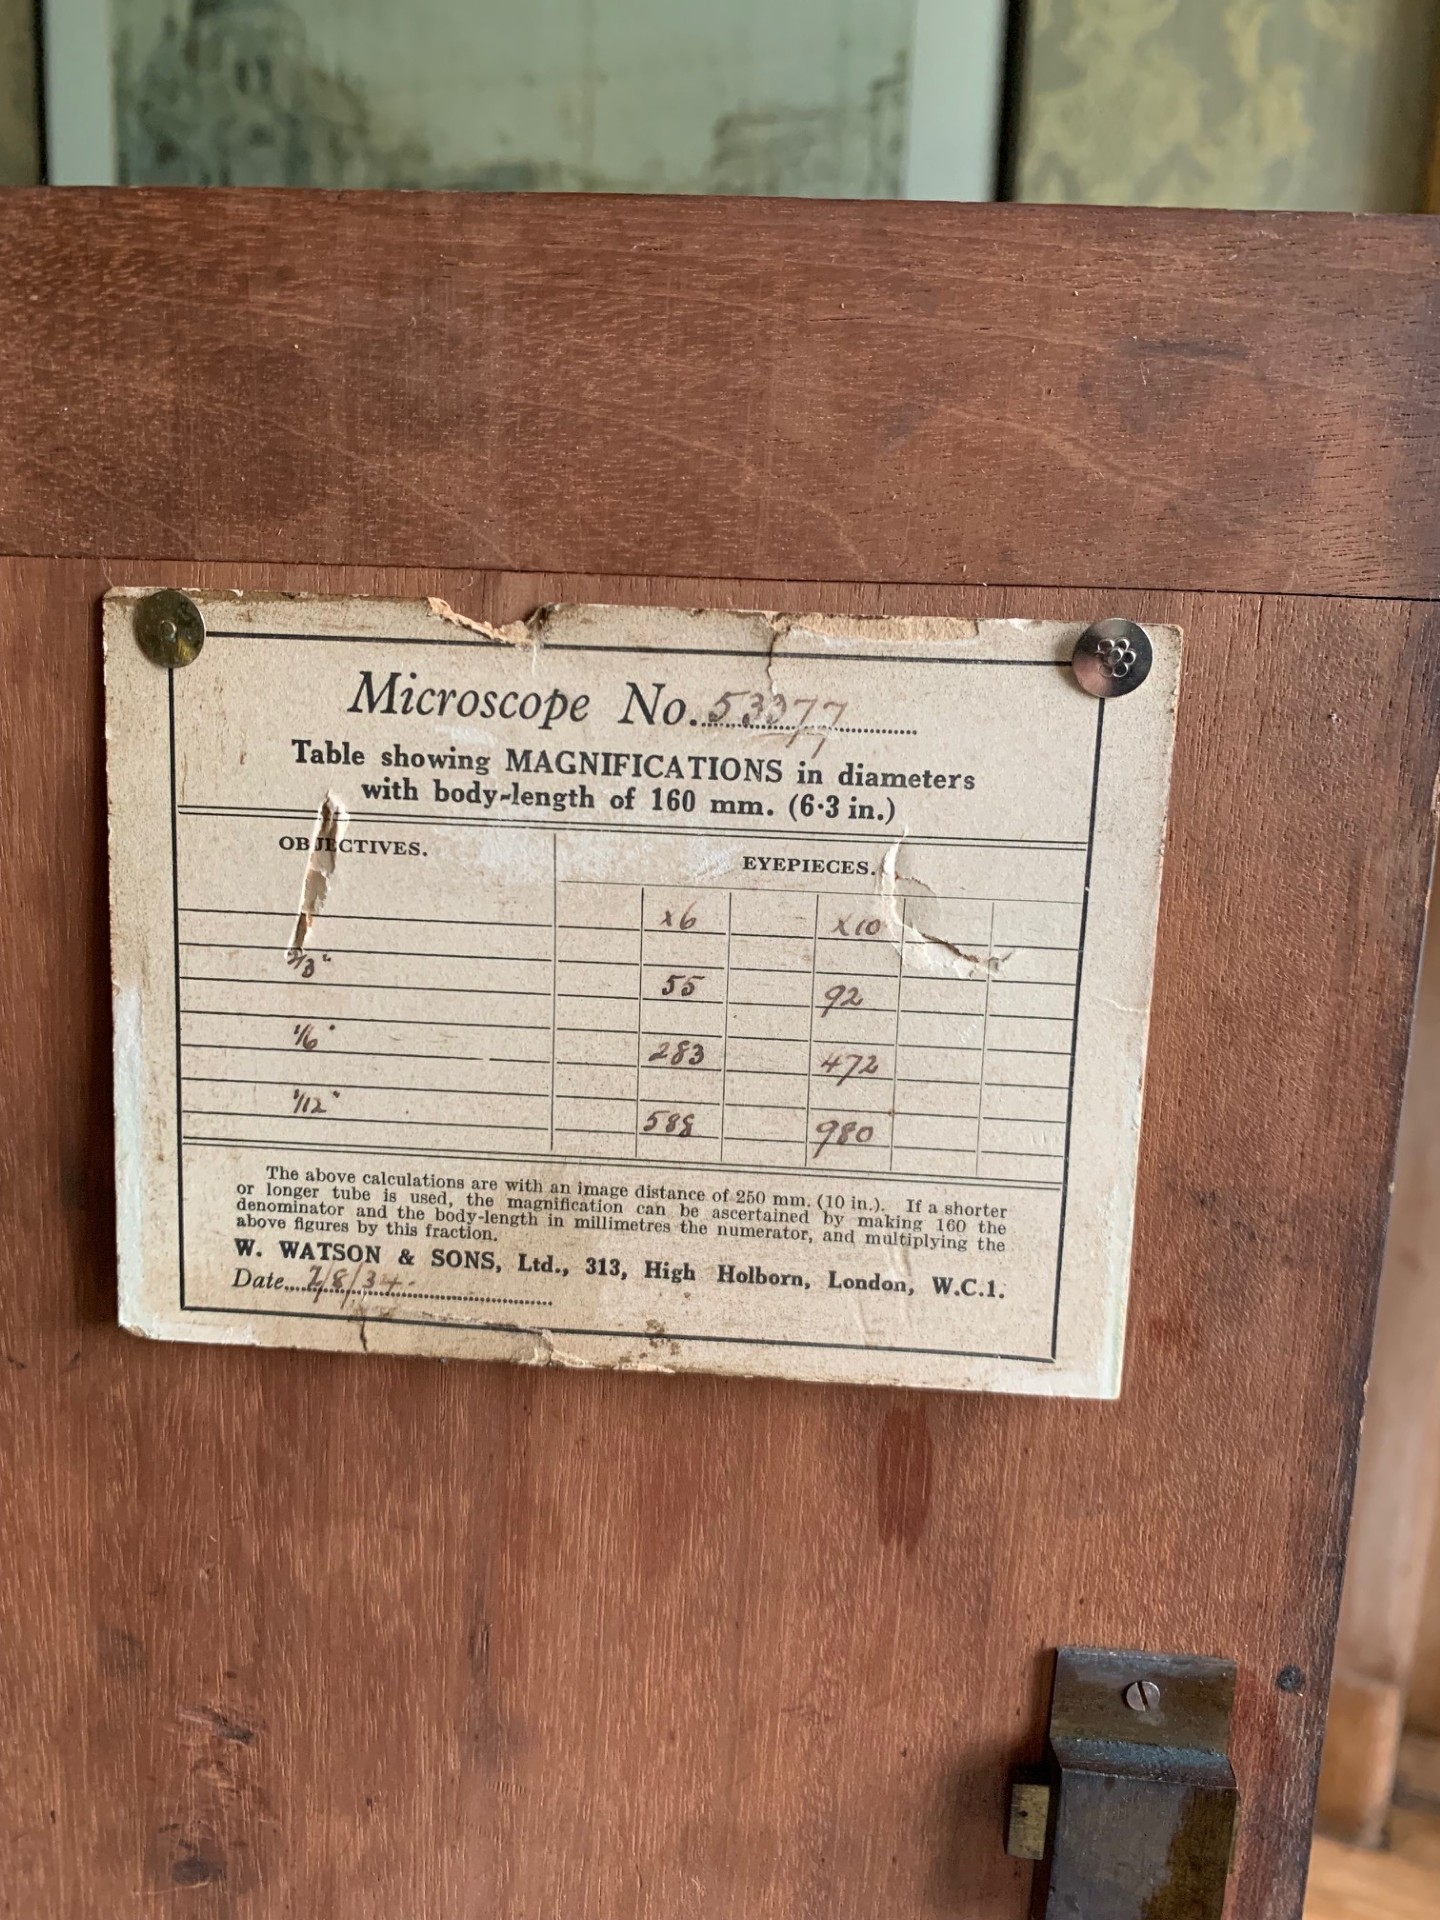 Microscope No. 53377
Table showing MAGNIFICATIONS in diameters
with body-length of 160 mm. (6·3 in.)
OBJECTIVES. EYEPIECES.
x6 x10
2/3" 55 92
1/6" 283 472
1/12" 588 980
The above calculations are with an image distance of 250 mm. (10 in.). If a shorter
or longer tube is used, the magnification can be ascertained by making 160 the
denominator and the body-length in millimetres the numerator, and multiplying the
above figures by this fraction.
W. WATSON & SONS, Ltd., 313, High Holborn, London, W.C.1.
Date 7/8/34.